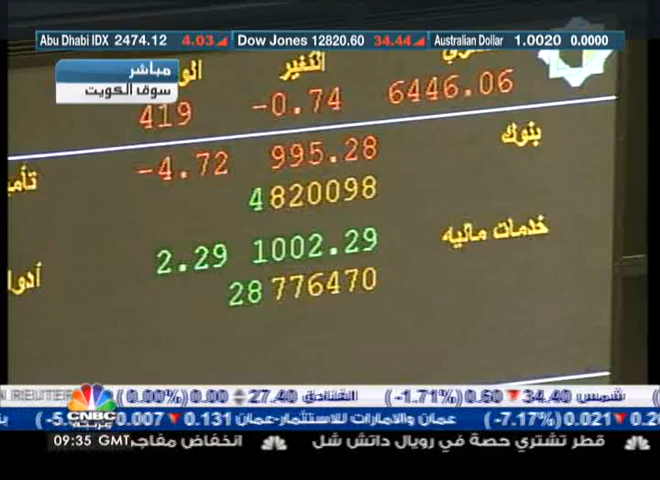 Abu Dhabi IDX 2474.12 4.03 Dow Jones 12820.60 34.44 Australian Dollar 1.0020 0.0000
مباشر
سوق الكويت
التغير
6446.06 -0.74 419
بنوك 995.28 -4.72
4820098
خدمات ماليه 1002.29 2.29
28776470
شمس 34.40 0.60 (-1.71%) الفنادق 27.40 0.00 (0.00%) REUTER
0.021 (-7.17%) عمان والامارات للاستثمار-عمان 0.131 0.007
CNBC
عربية
09:35 GMT قطر تشتري حصة في رويال داتش شل انخفاض